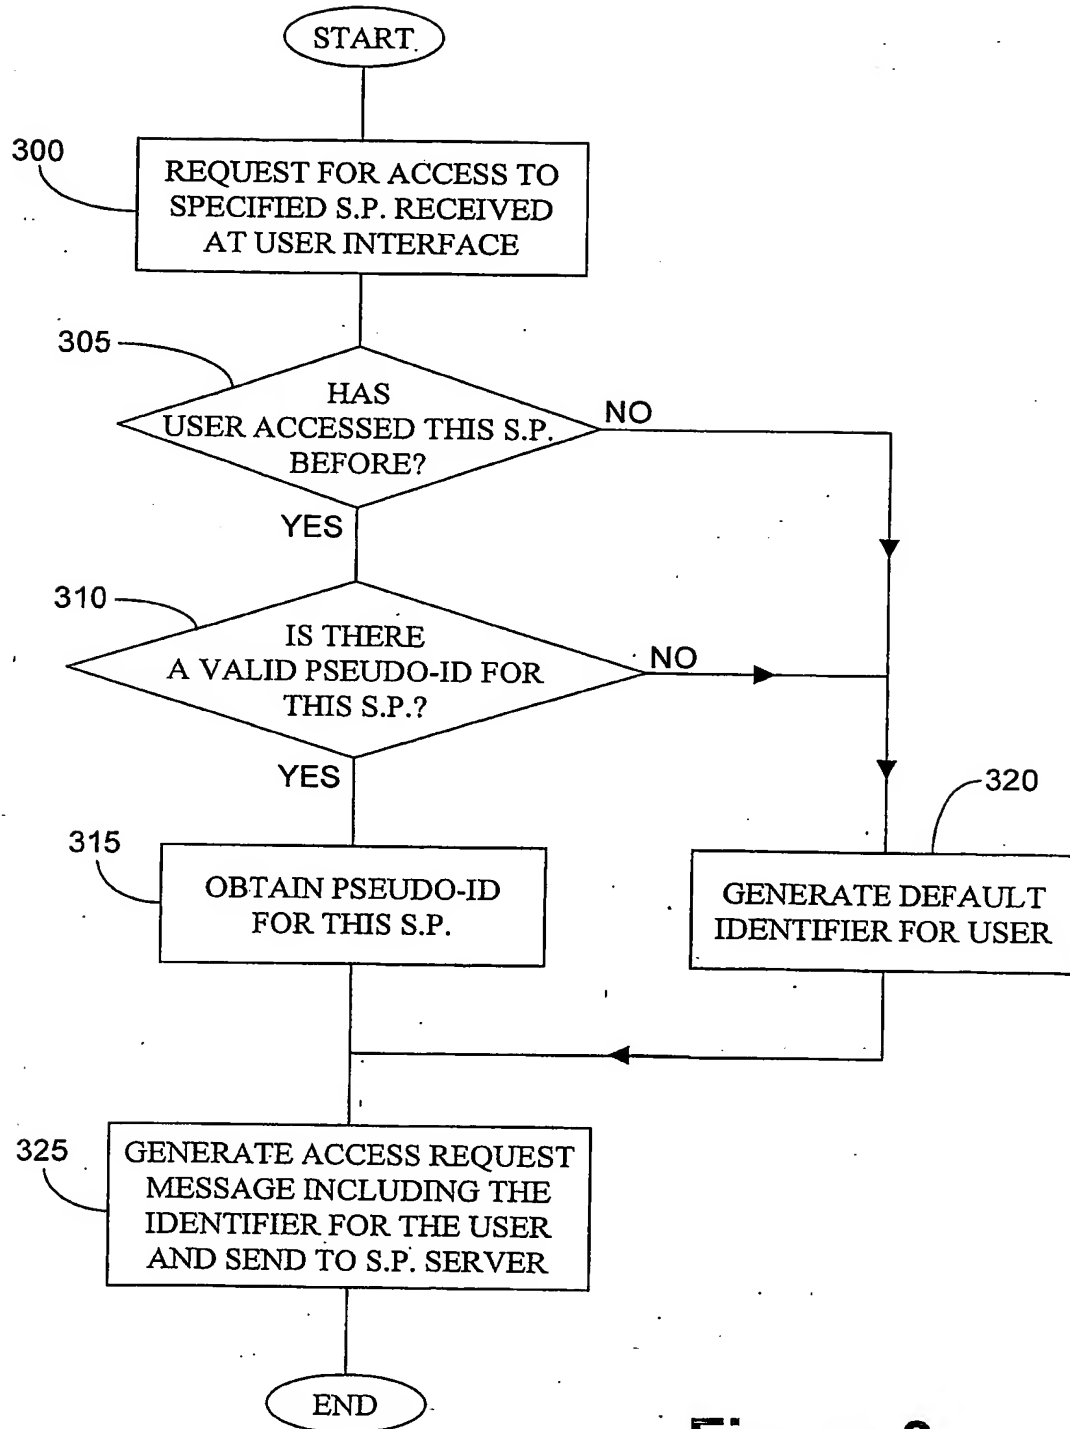 START
300
REQUEST FOR ACCESS TO
SPECIFIED S.P. RECEIVED
AT USER INTERFACE
305
HAS
USER ACCESSED THIS S.P.
BEFORE?
NO
YES
310
IS THERE
A VALID PSEUDO-ID FOR
THIS S.P.?
NO
YES
315
OBTAIN PSEUDO-ID
FOR THIS S.P.
320
GENERATE DEFAULT
IDENTIFIER FOR USER
325
GENERATE ACCESS REQUEST
MESSAGE INCLUDING THE
IDENTIFIER FOR THE USER
AND SEND TO S.P. SERVER
END